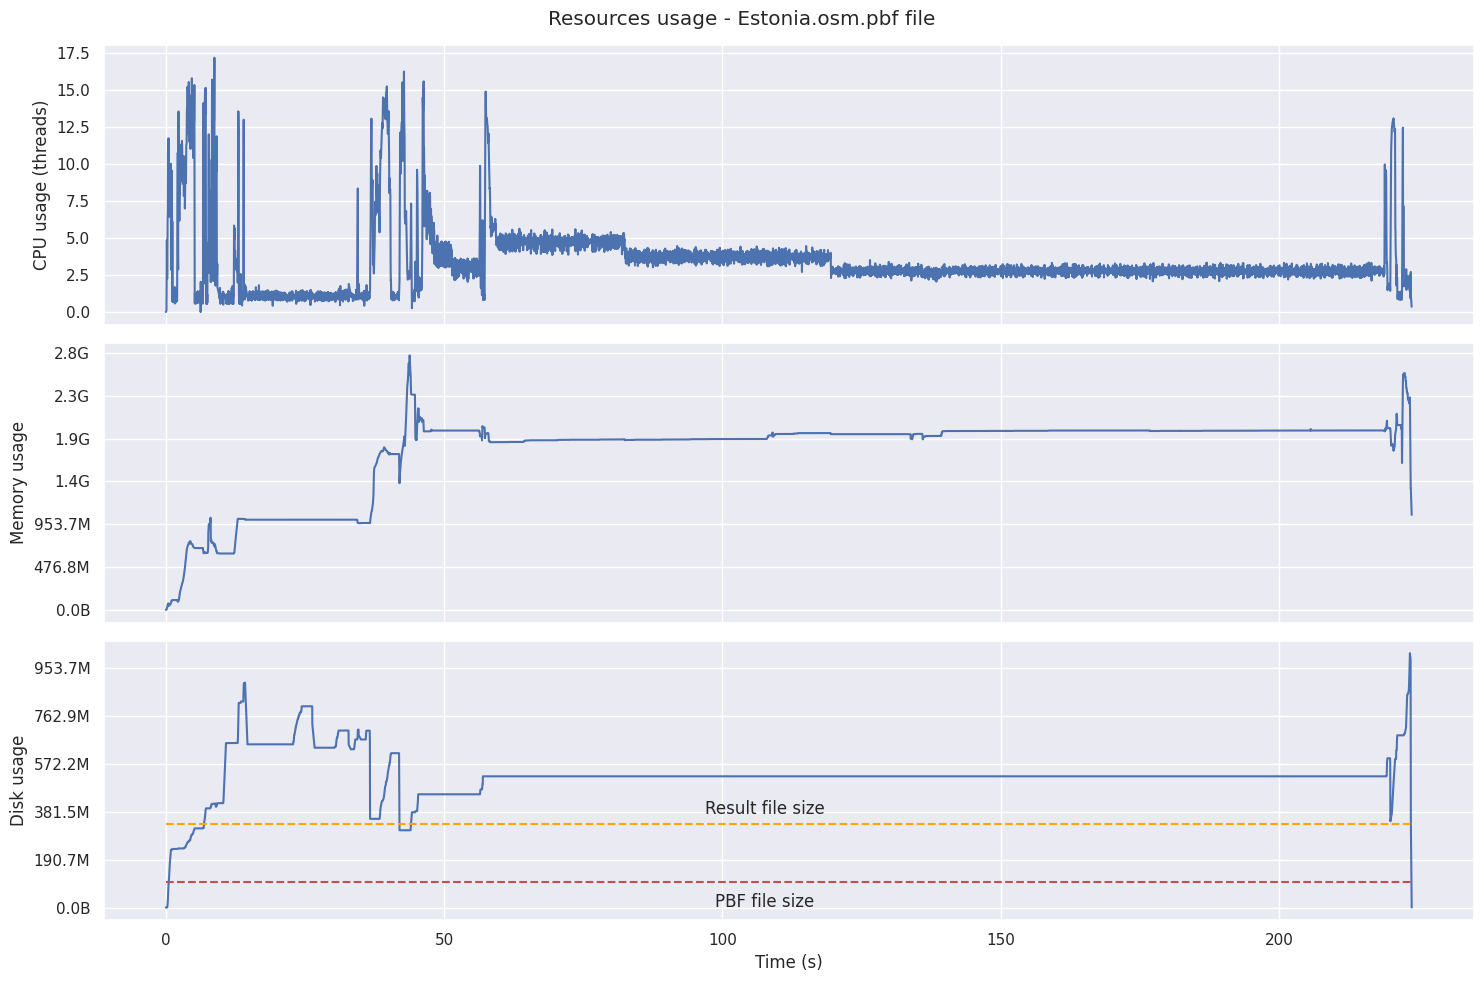 Resources usage - Estonia.osm.pbf file
CPU usage (threads)
17.5
15.0
12.5
10.0
7.5
5.0
2.5
0.0
Memory usage
2.8G
2.3G
1.9G
1.4G
953.7M
476.8M
0.0B
Disk usage
953.7M
762.9M
572.2M
381.5M
190.7M
0.0B
Result file size
PBF file size
0
50
100
150
200
Time (s)